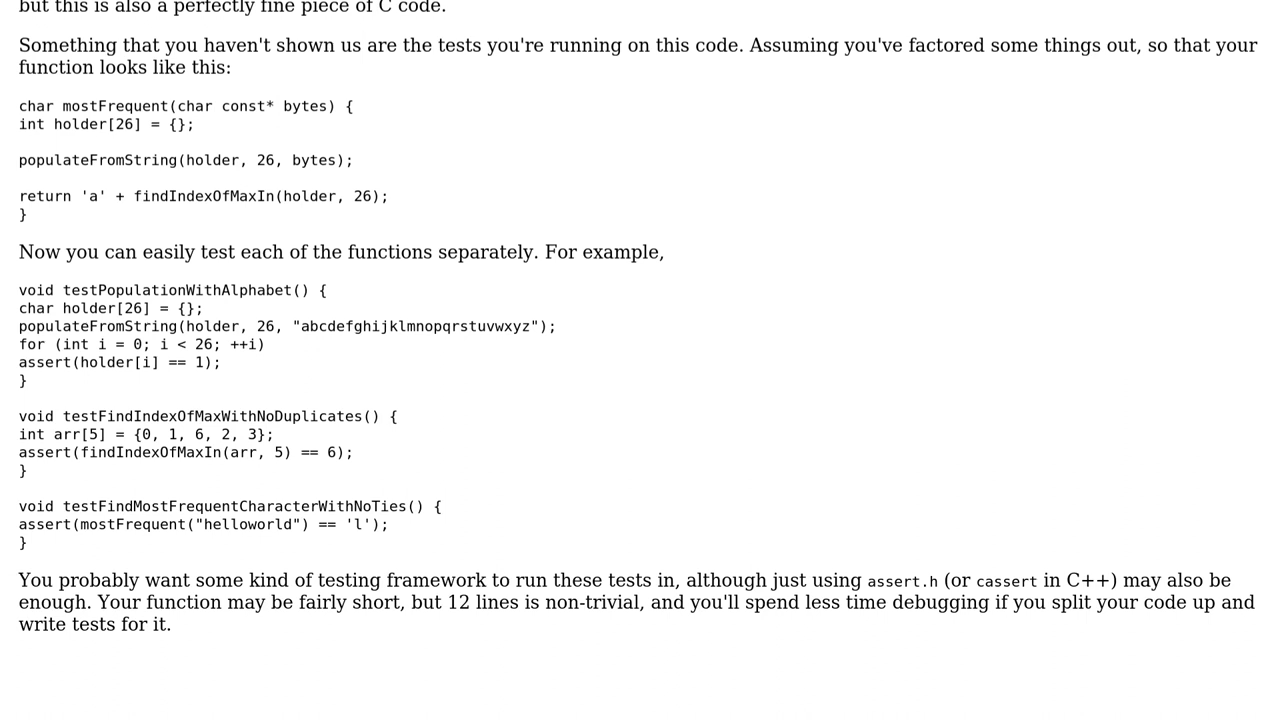 but this is also a perfectly fine piece of C code.
Something that you haven't shown us are the tests you're running on this code. Assuming you've factored some things out, so that your
function looks like this:
char mostFrequent(char const* bytes) {
int holder[26] = {};
populateFromString(holder, 26, bytes);
return 'a' + findIndexOfMaxIn(holder, 26);
}
Now you can easily test each of the functions separately. For example,
void testPopulationWithAlphabet() {
char holder[26] = {};
populateFromString(holder, 26, "abcdefghijklmnopqrstuvwxyz");
for (int i = 0; i < 26; ++i)
assert(holder[i] == 1);
}
void testFindIndexOfMaxWithNoDuplicates() {
int arr[5] = {0, 1, 6, 2, 3};
assert(findIndexOfMaxIn(arr, 5) == 6);
}
void testFindMostFrequentCharacterWithNoTies() {
assert(mostFrequent("helloworld") == 'l');
}
You probably want some kind of testing framework to run these tests in, although just using assert.h (or cassert in C++) may also be
enough. Your function may be fairly short, but 12 lines is non-trivial, and you'll spend less time debugging if you split your code up and
write tests for it.